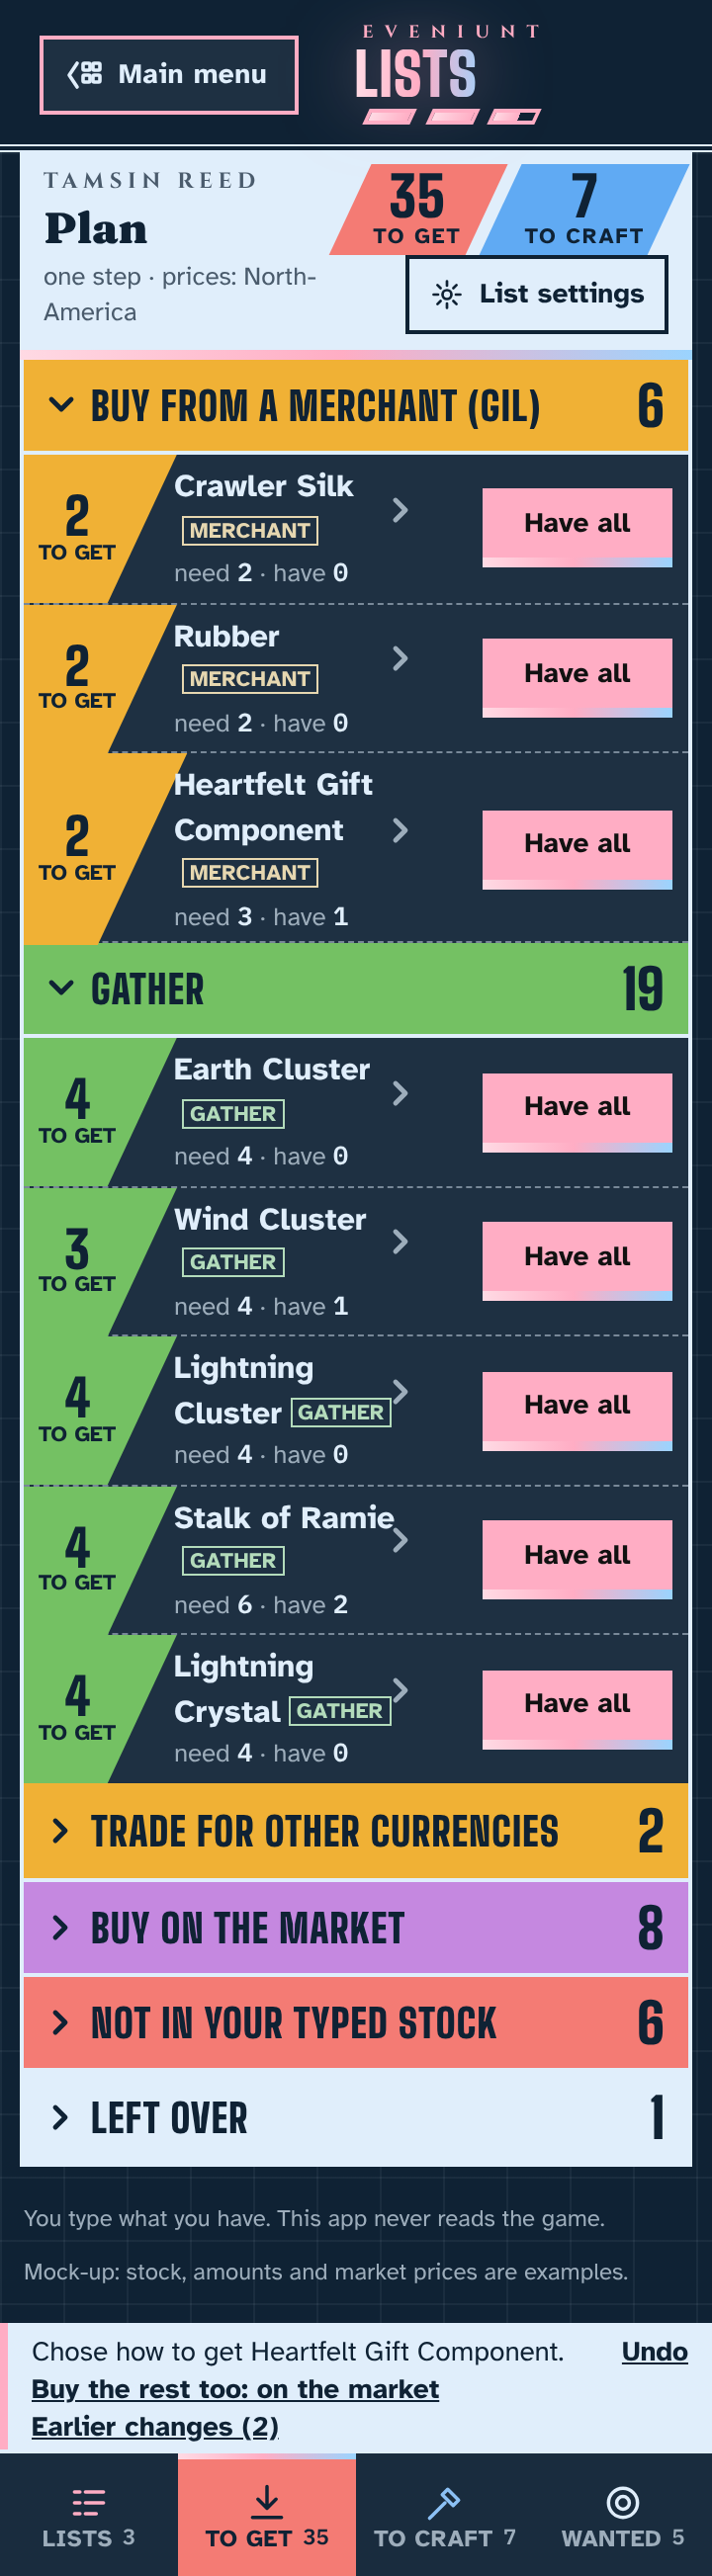 EVENIUNT
Main menu
LISTS
TAMSIN REED
Plan
one step · prices: North-
America
35
TO GET
7
TO CRAFT
List settings
BUY FROM A MERCHANT (GIL) 6
2
TO GET
Crawler Silk
MERCHANT
need 2 · have 0
Have all
2
TO GET
Rubber
MERCHANT
need 2 · have 0
Have all
2
TO GET
Heartfelt Gift
Component
MERCHANT
need 3 · have 1
Have all
GATHER 19
4
TO GET
Earth Cluster
GATHER
need 4 · have 0
Have all
3
TO GET
Wind Cluster
GATHER
need 4 · have 1
Have all
4
TO GET
Lightning
Cluster GATHER
need 4 · have 0
Have all
4
TO GET
Stalk of Ramie
GATHER
need 6 · have 2
Have all
4
TO GET
Lightning
Crystal GATHER
need 4 · have 0
Have all
TRADE FOR OTHER CURRENCIES 2
BUY ON THE MARKET 8
NOT IN YOUR TYPED STOCK 6
LEFT OVER 1
You type what you have. This app never reads the game.
Mock-up: stock, amounts and market prices are examples.
Chose how to get Heartfelt Gift Component. Undo
Buy the rest too: on the market
Earlier changes (2)
LISTS 3 TO GET 35 TO CRAFT 7 WANTED 5